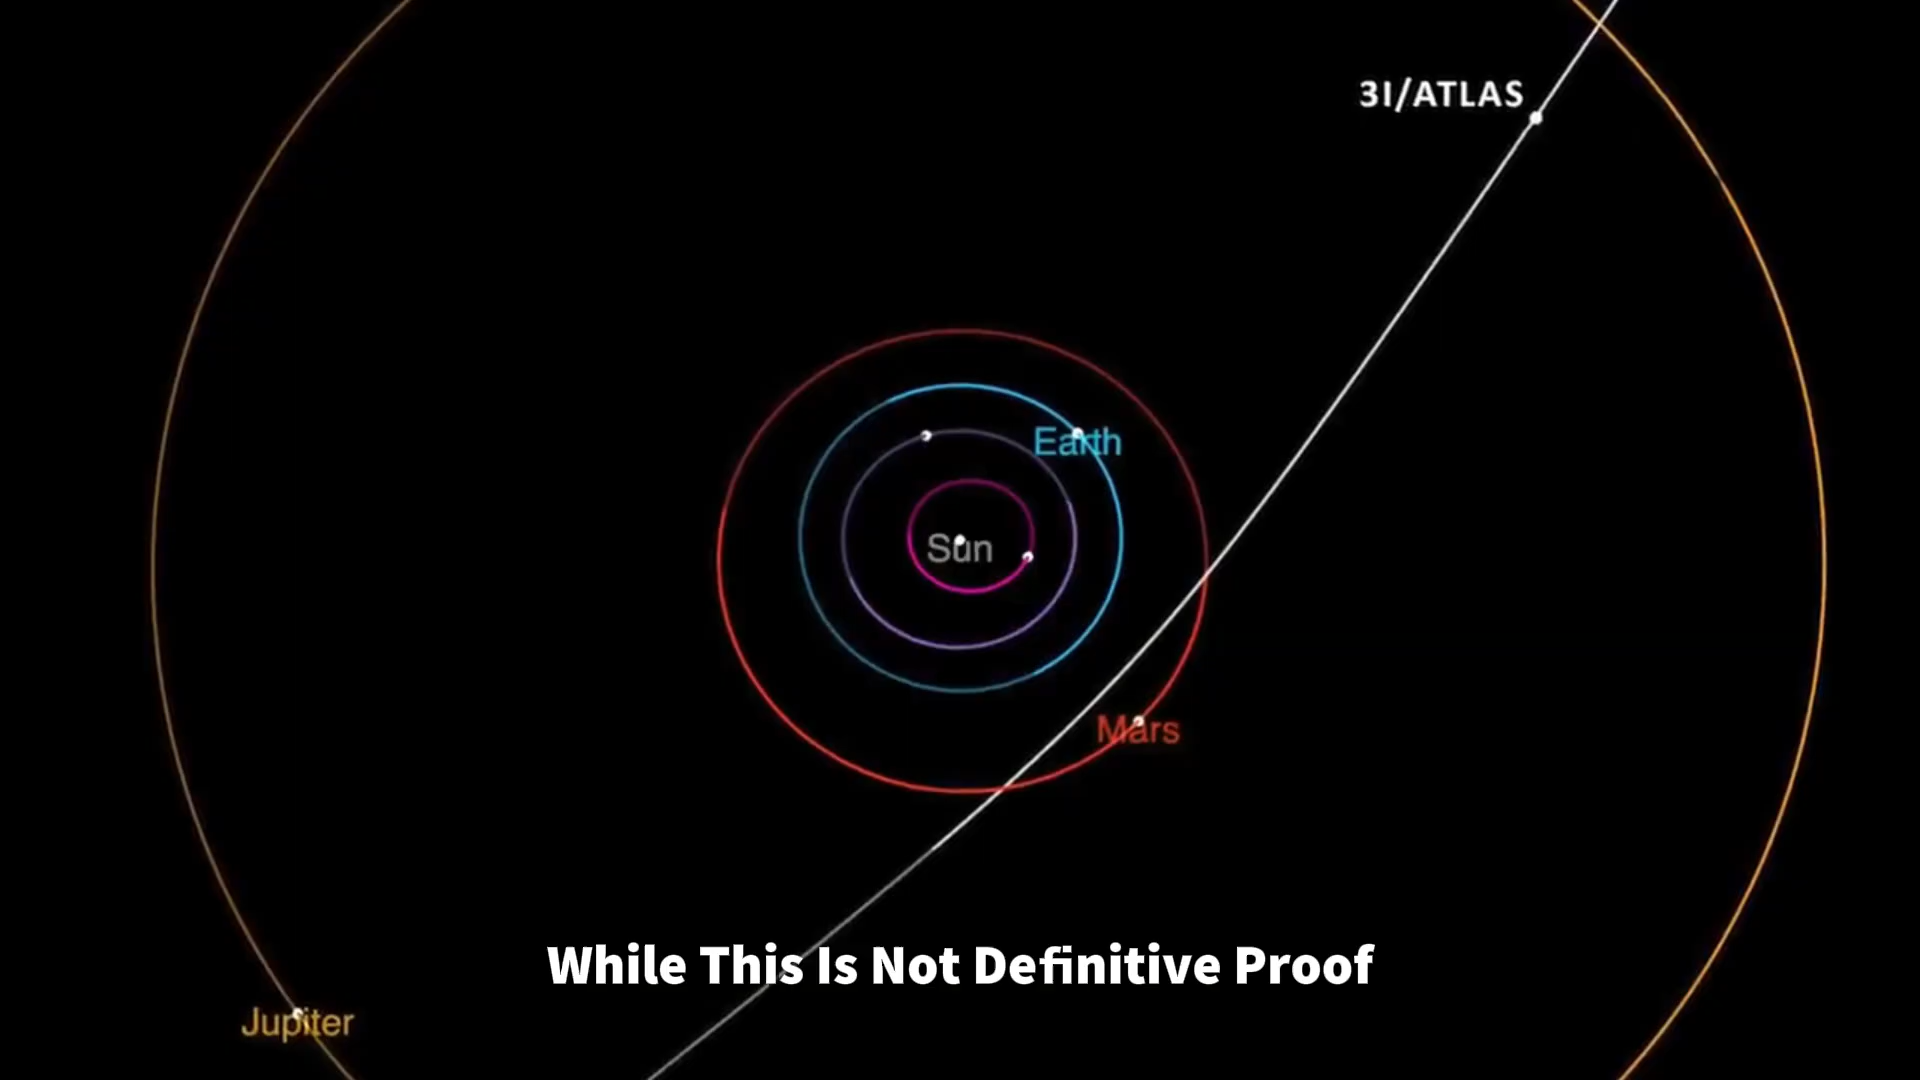 3I/ATLAS
Earth
Sun
Mars
While This Is Not Definitive Proof
Jupiter